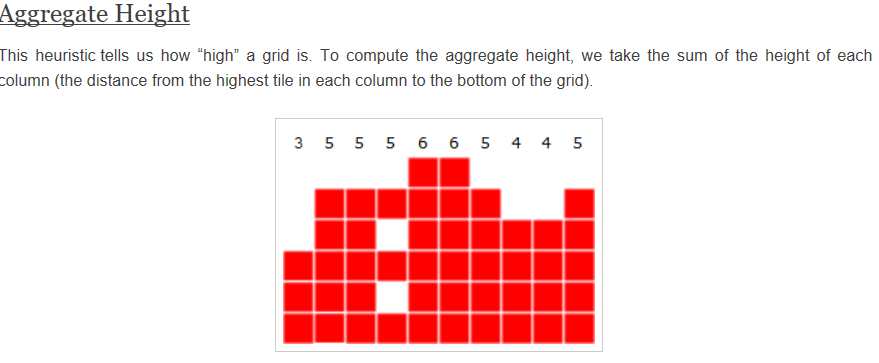 Aggregate Height
This heuristic tells us how “high” a grid is. To compute the aggregate height, we take the sum of the height of each
column (the distance from the highest tile in each column to the bottom of the grid).
3 5 5 5 6 6 5 4 4 5